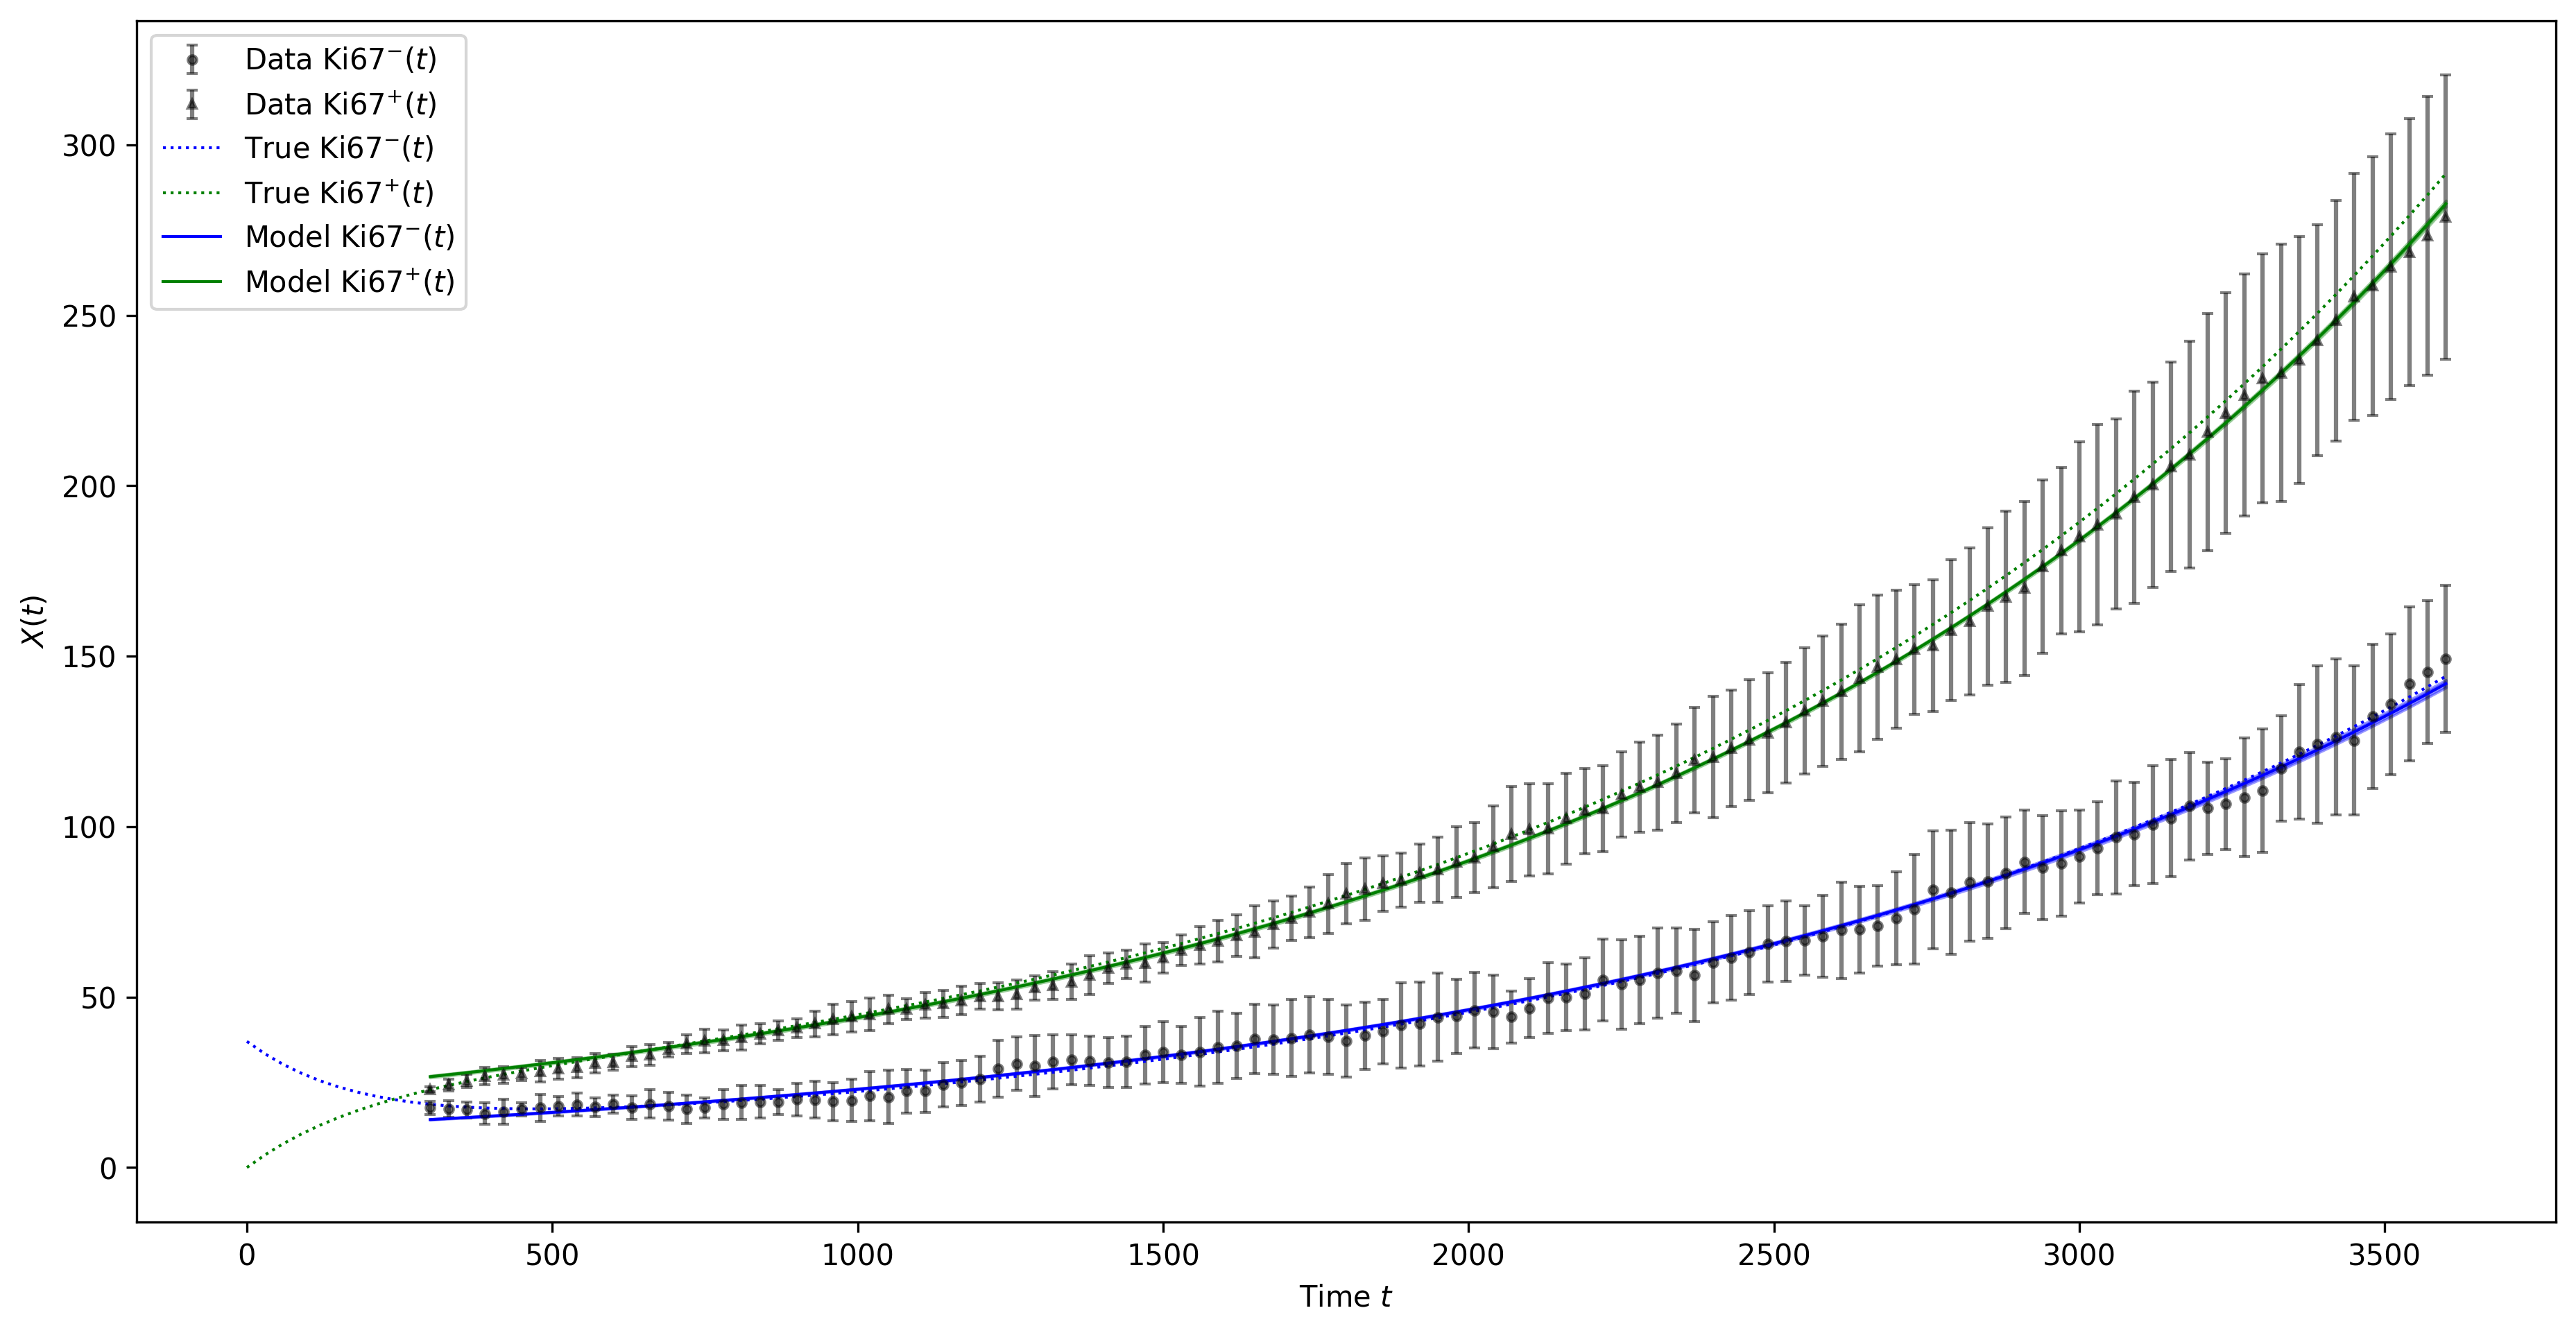 Data Ki67⁻(t)
Data Ki67⁺(t)
True Ki67⁻(t)
True Ki67⁺(t)
Model Ki67⁻(t)
Model Ki67⁺(t)
300
250
200
150
100
50
0
X(t)
0 500 1000 1500 2000 2500 3000 3500
Time t